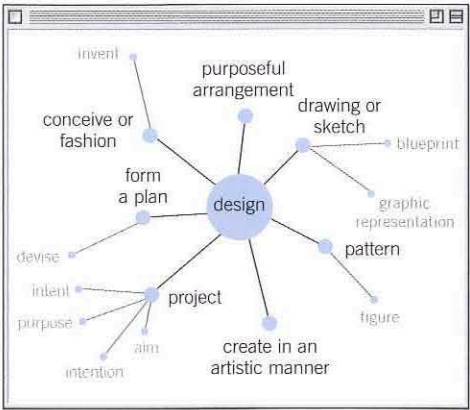 invent
purposeful
arrangement
drawing or
sketch
conceive or
fashion
blueprint
form
a plan
design
graphic
representation
pattern
devise
intent
project
purpose
figure
aim
create in an
artistic manner
intention